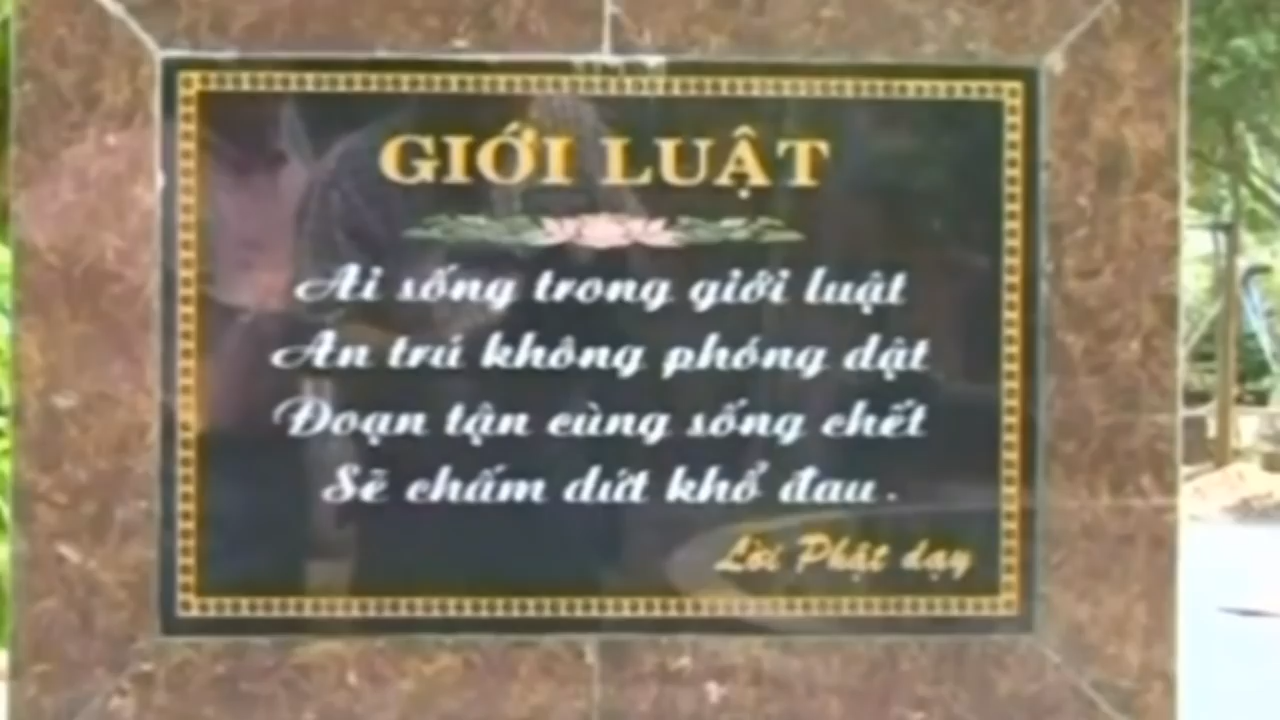 GIỚI LUẬT
Ai sống trong giới luật
An trú không phóng dật
Đoạn tận cùng sống chết
Sẽ chấm dứt khổ đau.
Lời Phật dạy